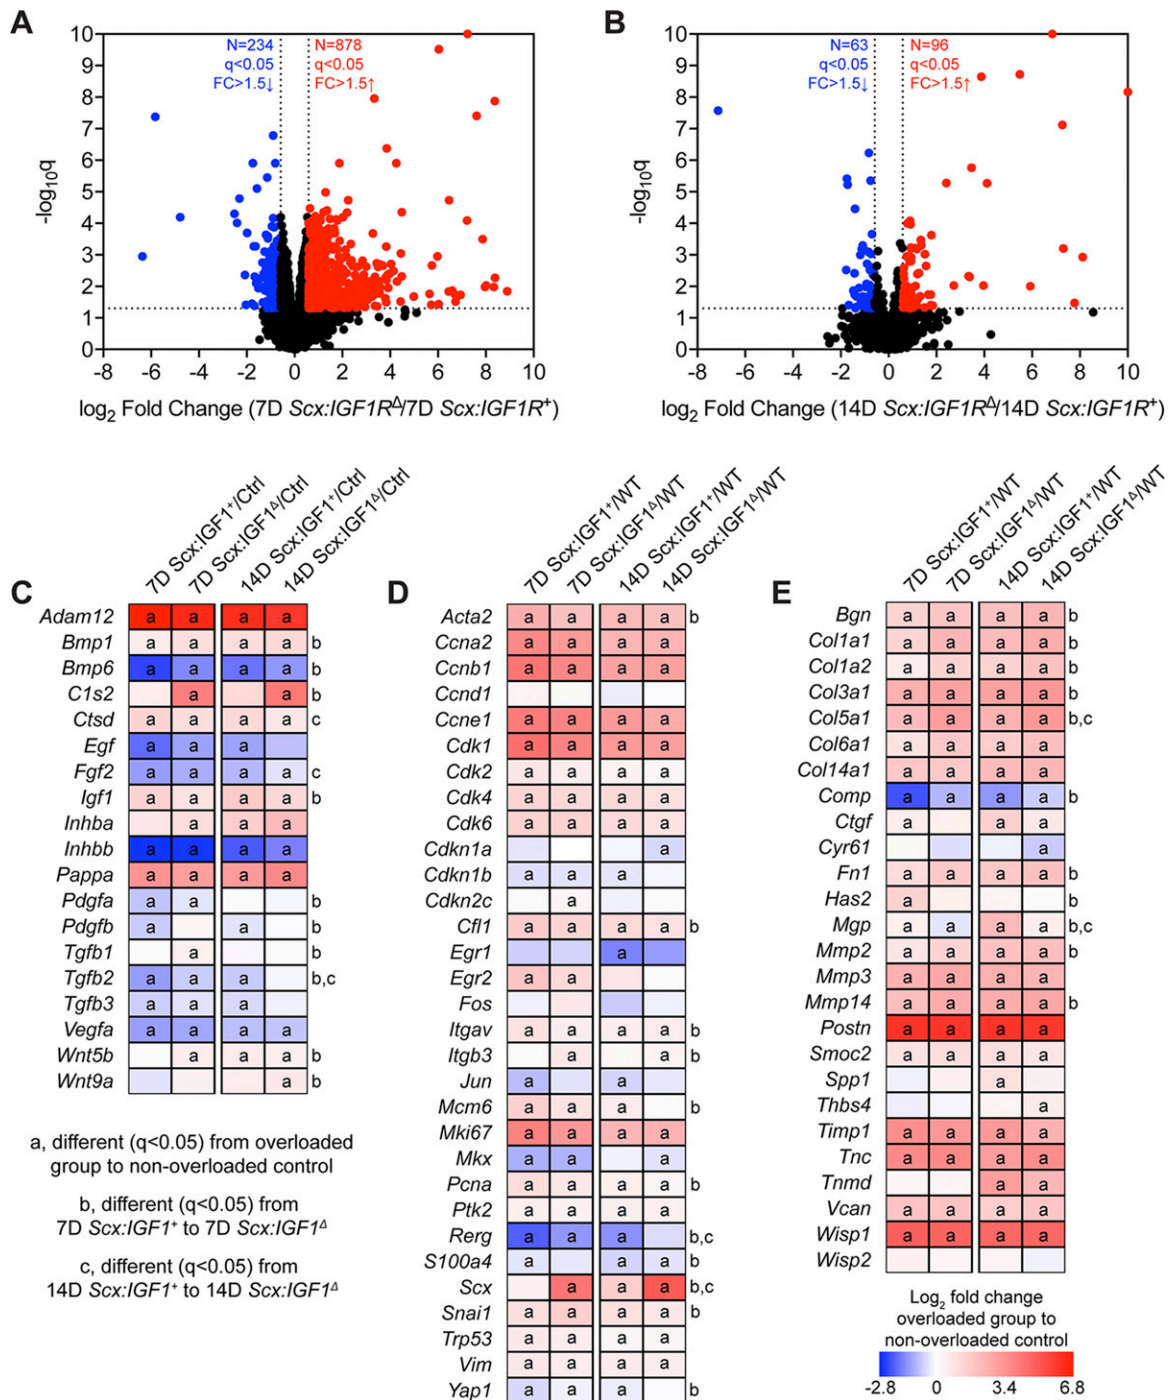 A
N=234
q<0.05
FC>1.5↓
N=878
q<0.05
FC>1.5↑
-log10q
10
9
8
7
6
5
4
3
2
1
0
-8 -6 -4 -2 0 2 4 6 8 10
log2 Fold Change (7D Scx:IGF1RΔ/7D Scx:IGF1R+)
B
N=63
q<0.05
FC>1.5↓
N=96
q<0.05
FC>1.5↑
-log10q
10
9
8
7
6
5
4
3
2
1
0
-8 -6 -4 -2 0 2 4 6 8 10
log2 Fold Change (14D Scx:IGF1RΔ/14D Scx:IGF1R+)
C
7D Scx:IGF1+/Ctrl
7D Scx:IGF1Δ/Ctrl
14D Scx:IGF1+/Ctrl
14D Scx:IGF1Δ/Ctrl
Adam12 a a a a
Bmp1 a a a a b
Bmp6 a a a a b
C1s2 a a b
Ctsd a a a a c
Egf a a a
Fgf2 a a a a c
Igf1 a a a a b
Inhba a a a
Inhbb a a a a
Pappa a a a a
Pdgfa a a b
Pdgfb a a b
Tgfb1 a b
Tgfb2 a a a b,c
Tgfb3 a a a
Vegfa a a a a
Wnt5b a a a b
Wnt9a a b
a, different (q<0.05) from overloaded
group to non-overloaded control
b, different (q<0.05) from
7D Scx:IGF1+ to 7D Scx:IGF1Δ
c, different (q<0.05) from
14D Scx:IGF1+ to 14D Scx:IGF1Δ
D
7D Scx:IGF1+/WT
7D Scx:IGF1Δ/WT
14D Scx:IGF1+/WT
14D Scx:IGF1Δ/WT
Acta2 a a a a b
Ccna2 a a a a
Ccnb1 a a a a
Ccnd1
Ccne1 a a a a
Cdk1 a a a a
Cdk2 a a a a
Cdk4 a a a a
Cdk6 a a a a
Cdkn1a a
Cdkn1b a a a
Cdkn2c a
Cfl1 a a a a b
Egr1 a
Egr2 a a
Fos
Itgav a a a a b
Itgb3 a a b
Jun a a
Mcm6 a a a b
Mki67 a a a a
Mkx a a a
Pcna a a a a b
Ptk2 a a a a
Rerg a a a b,c
S100a4 a a a b
Scx a a a b,c
Snai1 a a a a b
Trp53 a a a a
Vim a a a a
Yap1 a a a b
E
7D Scx:IGF1+/WT
7D Scx:IGF1Δ/WT
14D Scx:IGF1+/WT
14D Scx:IGF1Δ/WT
Bgn a a a a b
Col1a1 a a a a b
Col1a2 a a a a b
Col3a1 a a a a b
Col5a1 a a a a b,c
Col6a1 a a a a
Col14a1 a a a a
Comp a a a a b
Ctgf a a a
Cyr61 a
Fn1 a a a a b
Has2 a b
Mgp a a a a b,c
Mmp2 a a a a b
Mmp3 a a a a
Mmp14 a a a a b
Postn a a a a
Smoc2 a a a a
Spp1 a
Thbs4 a
Timp1 a a a a
Tnc a a a a
Tnmd a a
Vcan a a a a
Wisp1 a a a a
Wisp2
Log2 fold change
overloaded group to
non-overloaded control
-2.8 0 3.4 6.8